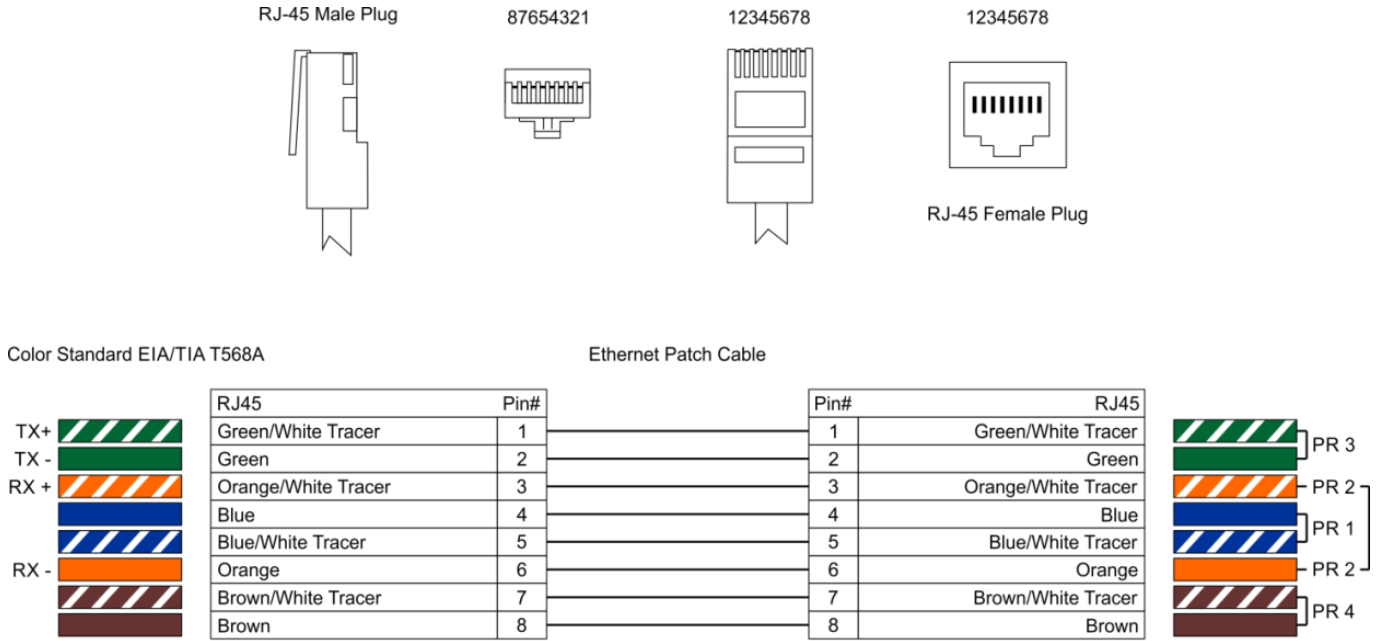 RJ-45 Male Plug
87654321
12345678
12345678
RJ-45 Female Plug
Color Standard EIA/TIA T568A
Ethernet Patch Cable
RJ45 Pin# Pin# RJ45
TX+ Green/White Tracer 1 1 Green/White Tracer
PR 3
TX - Green 2 2 Green
RX + Orange/White Tracer 3 3 Orange/White Tracer PR 2
Blue 4 4 Blue
PR 1
Blue/White Tracer 5 5 Blue/White Tracer
RX - Orange 6 6 Orange PR 2
Brown/White Tracer 7 7 Brown/White Tracer
PR 4
Brown 8 8 Brown